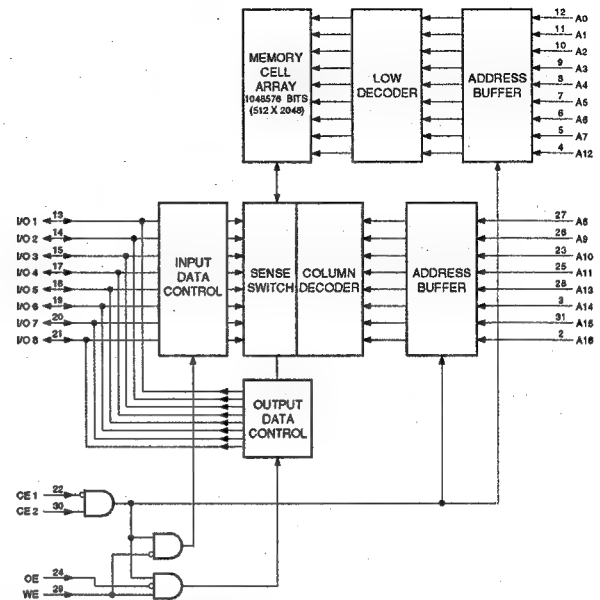 12 A0
11 A1
10 A2
9 A3
8 A4
7 A5
6 A6
5 A7
4 A12
MEMORY
CELL
ARRAY
1048576 BITS
(512 X 2048)
LOW
DECODER
ADDRESS
BUFFER
I/O 1 13
I/O 2 14
I/O 3 15
I/O 4 17
I/O 5 18
I/O 6 19
I/O 7 20
I/O 8 21
INPUT
DATA
CONTROL
SENSE
SWITCH
COLUMN
DECODER
ADDRESS
BUFFER
27 A8
26 A9
23 A10
25 A11
28 A13
3 A14
31 A15
2 A16
OUTPUT
DATA
CONTROL
CE 1 22
CE 2 30
OE 24
WE 29